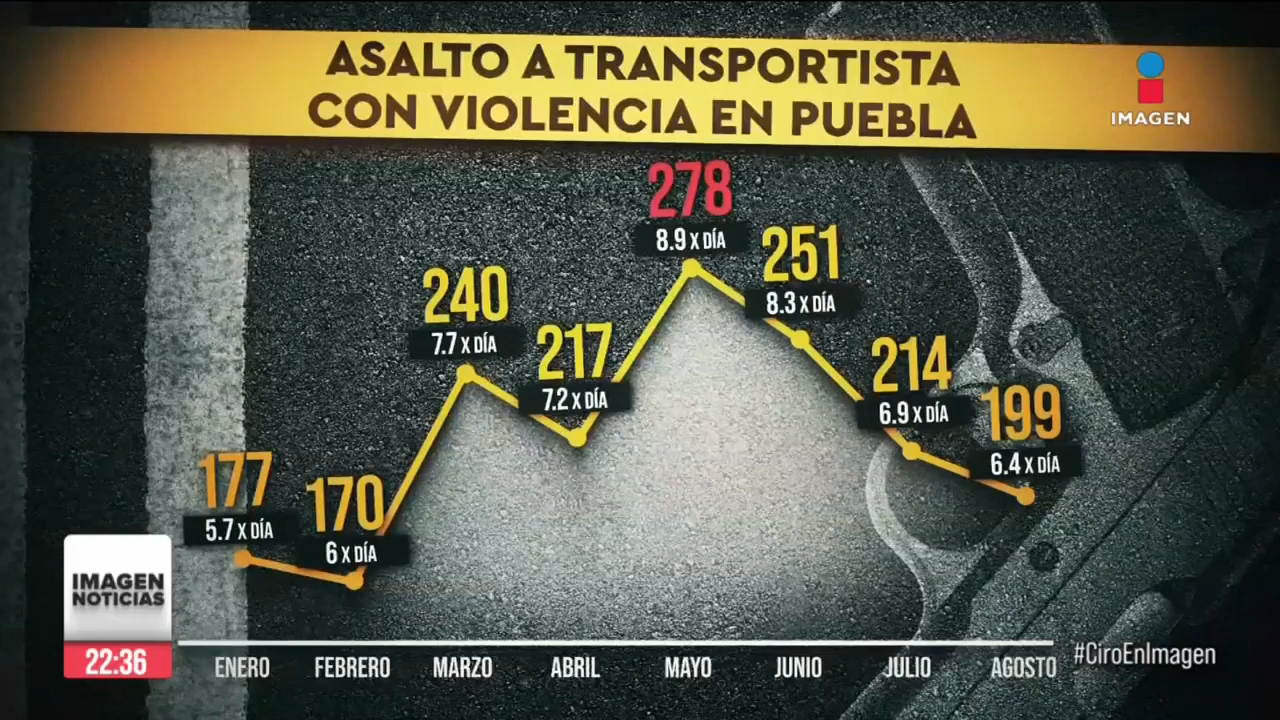 ASALTO A TRANSPORTISTA
CON VIOLENCIA EN PUEBLA
IMAGEN
278
8.9 X DÍA
251
8.3 X DÍA
240
7.7 X DÍA
217
7.2 X DÍA
214
6.9 X DÍA
199
6.4 X DÍA
177
5.7 X DÍA
170
6 X DÍA
IMAGEN
NOTICIAS
22:36
ENERO FEBRERO MARZO ABRIL MAYO JUNIO JULIO AGOSTO
#CiroEnImagen